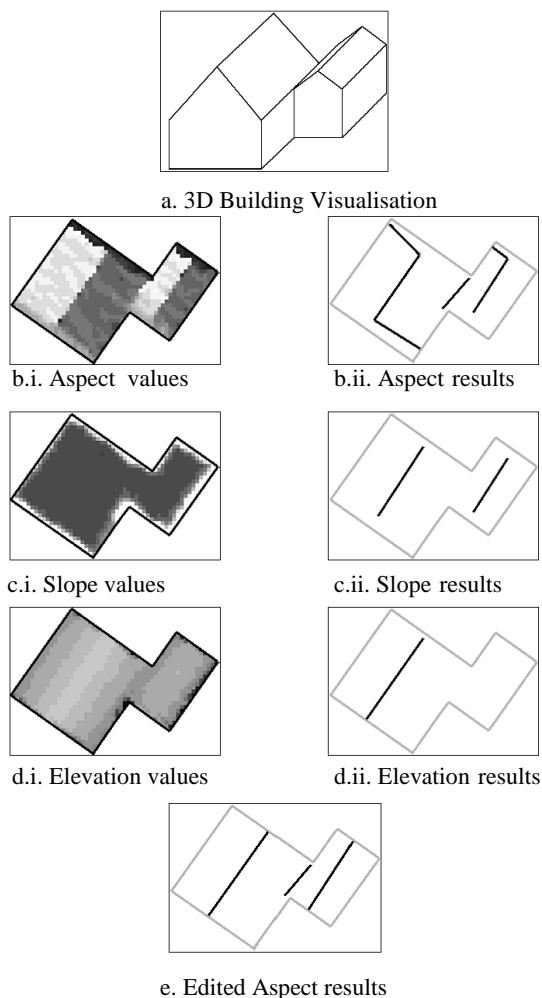 a. 3D Building Visualisation
b.i. Aspect values
b.ii. Aspect results
c.i. Slope values
c.ii. Slope results
d.i. Elevation values
d.ii. Elevation results
e. Edited Aspect results